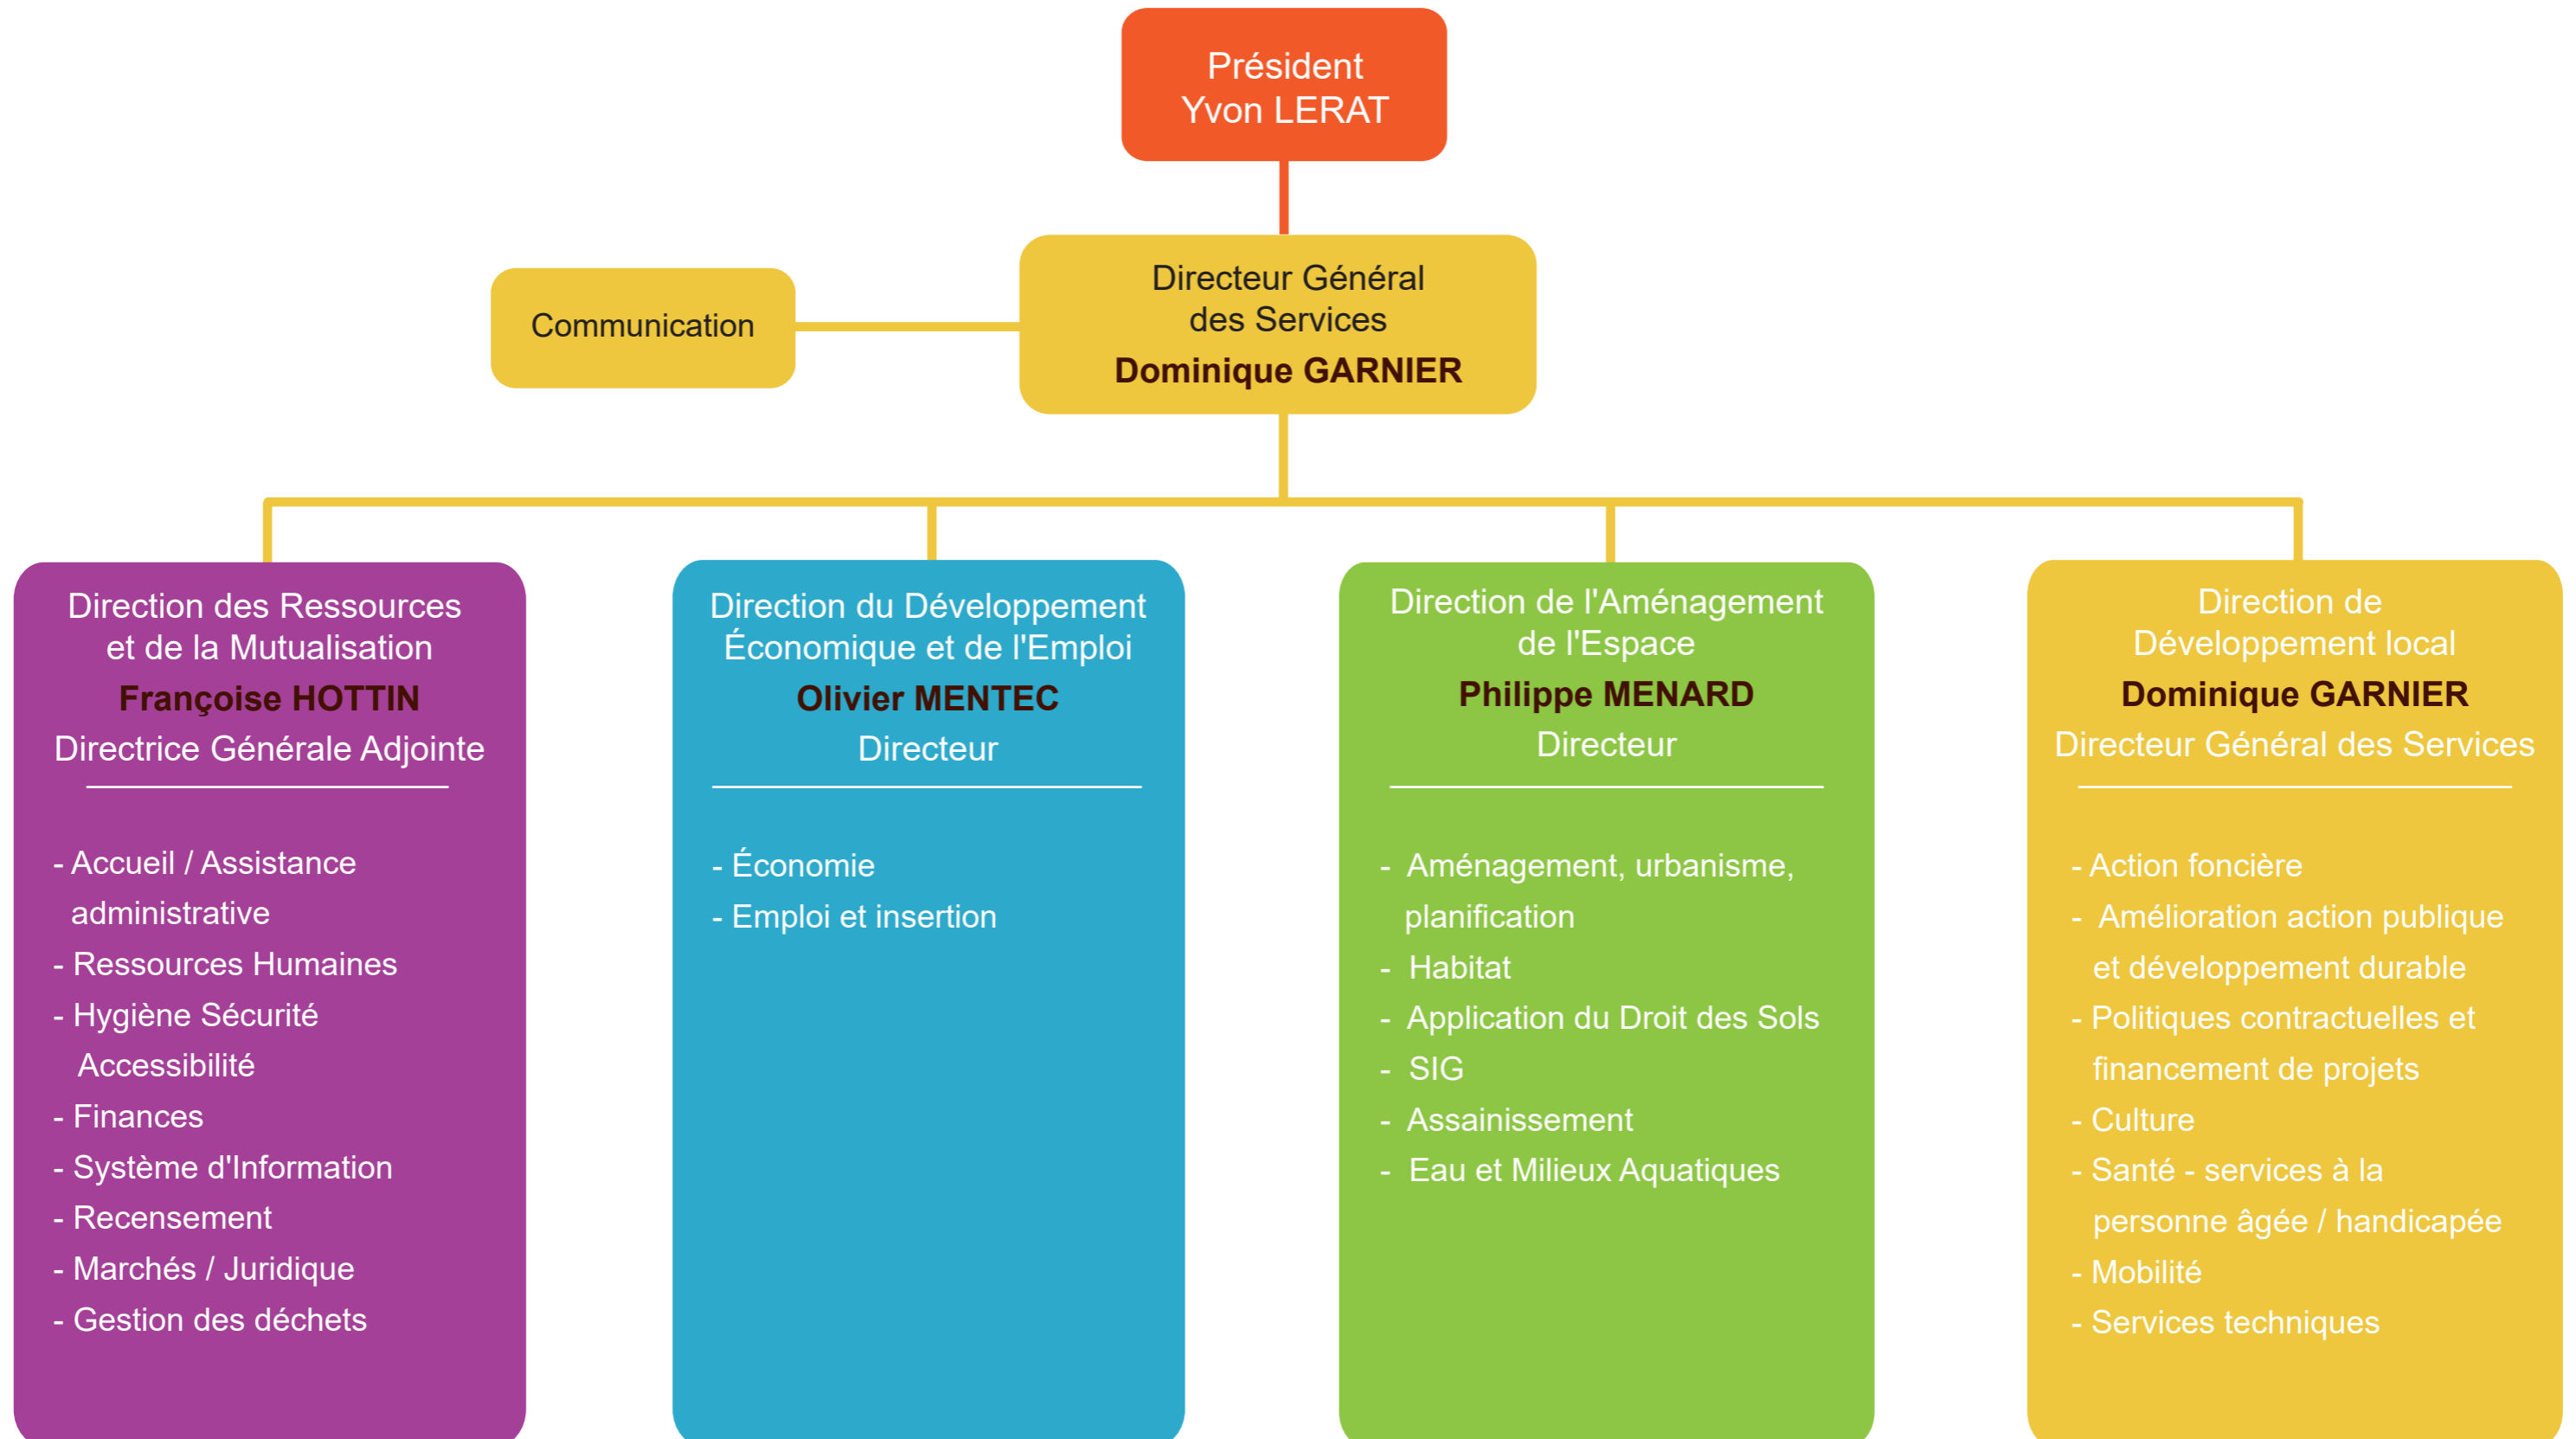 Président
Yvon LERAT
Communication
Directeur Général
des Services
Dominique GARNIER
Direction des Ressources
et de la Mutualisation
Françoise HOTTIN
Directrice Générale Adjointe
- Accueil / Assistance
administrative
- Ressources Humaines
- Hygiène Sécurité
Accessibilité
- Finances
- Système d'Information
- Recensement
- Marchés / Juridique
- Gestion des déchets
Direction du Développement
Économique et de l'Emploi
Olivier MENTEC
Directeur
- Économie
- Emploi et insertion
Direction de l'Aménagement
de l'Espace
Philippe MENARD
Directeur
- Aménagement, urbanisme,
planification
- Habitat
- Application du Droit des Sols
- SIG
- Assainissement
- Eau et Milieux Aquatiques
Direction de
Développement local
Dominique GARNIER
Directeur Général des Services
- Action foncière
- Amélioration action publique
et développement durable
- Politiques contractuelles et
financement de projets
- Culture
- Santé - services à la
personne âgée / handicapée
- Mobilité
- Services techniques